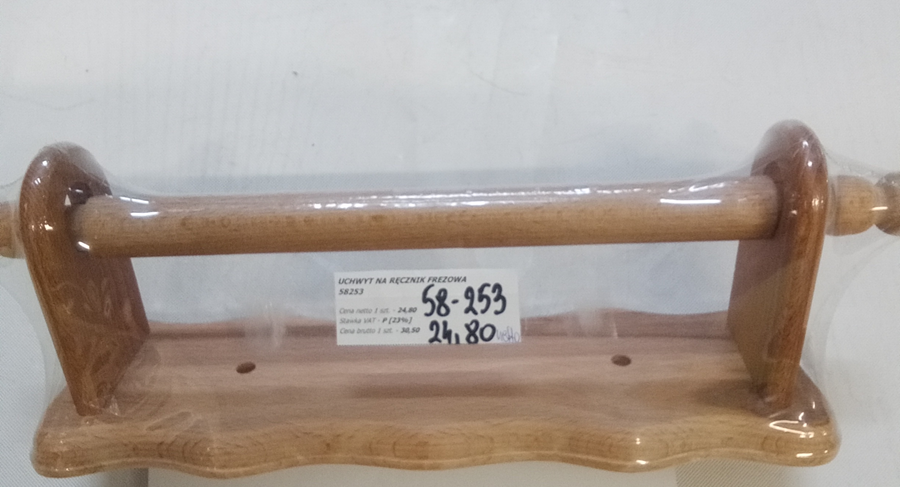 UCHWYT NA RĘCZNIK FREZOWA
58253
58-253
Cena netto 1 szt. - 24,80
Stawka VAT - P [23%]
Cena brutto 1 szt. - 30,50
24,80